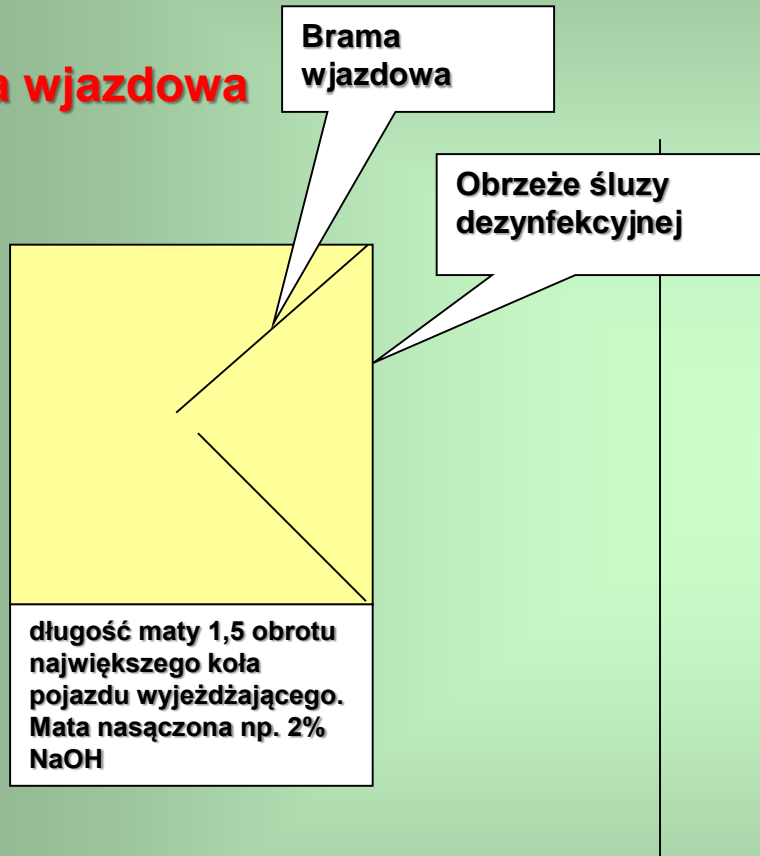 a wjazdowa
Brama
wjazdowa
Obrzeże śluzy
dezynfekcyjnej
długość maty 1,5 obrotu
największego koła
pojazdu wyjeżdżającego.
Mata nasączona np. 2%
NaOH